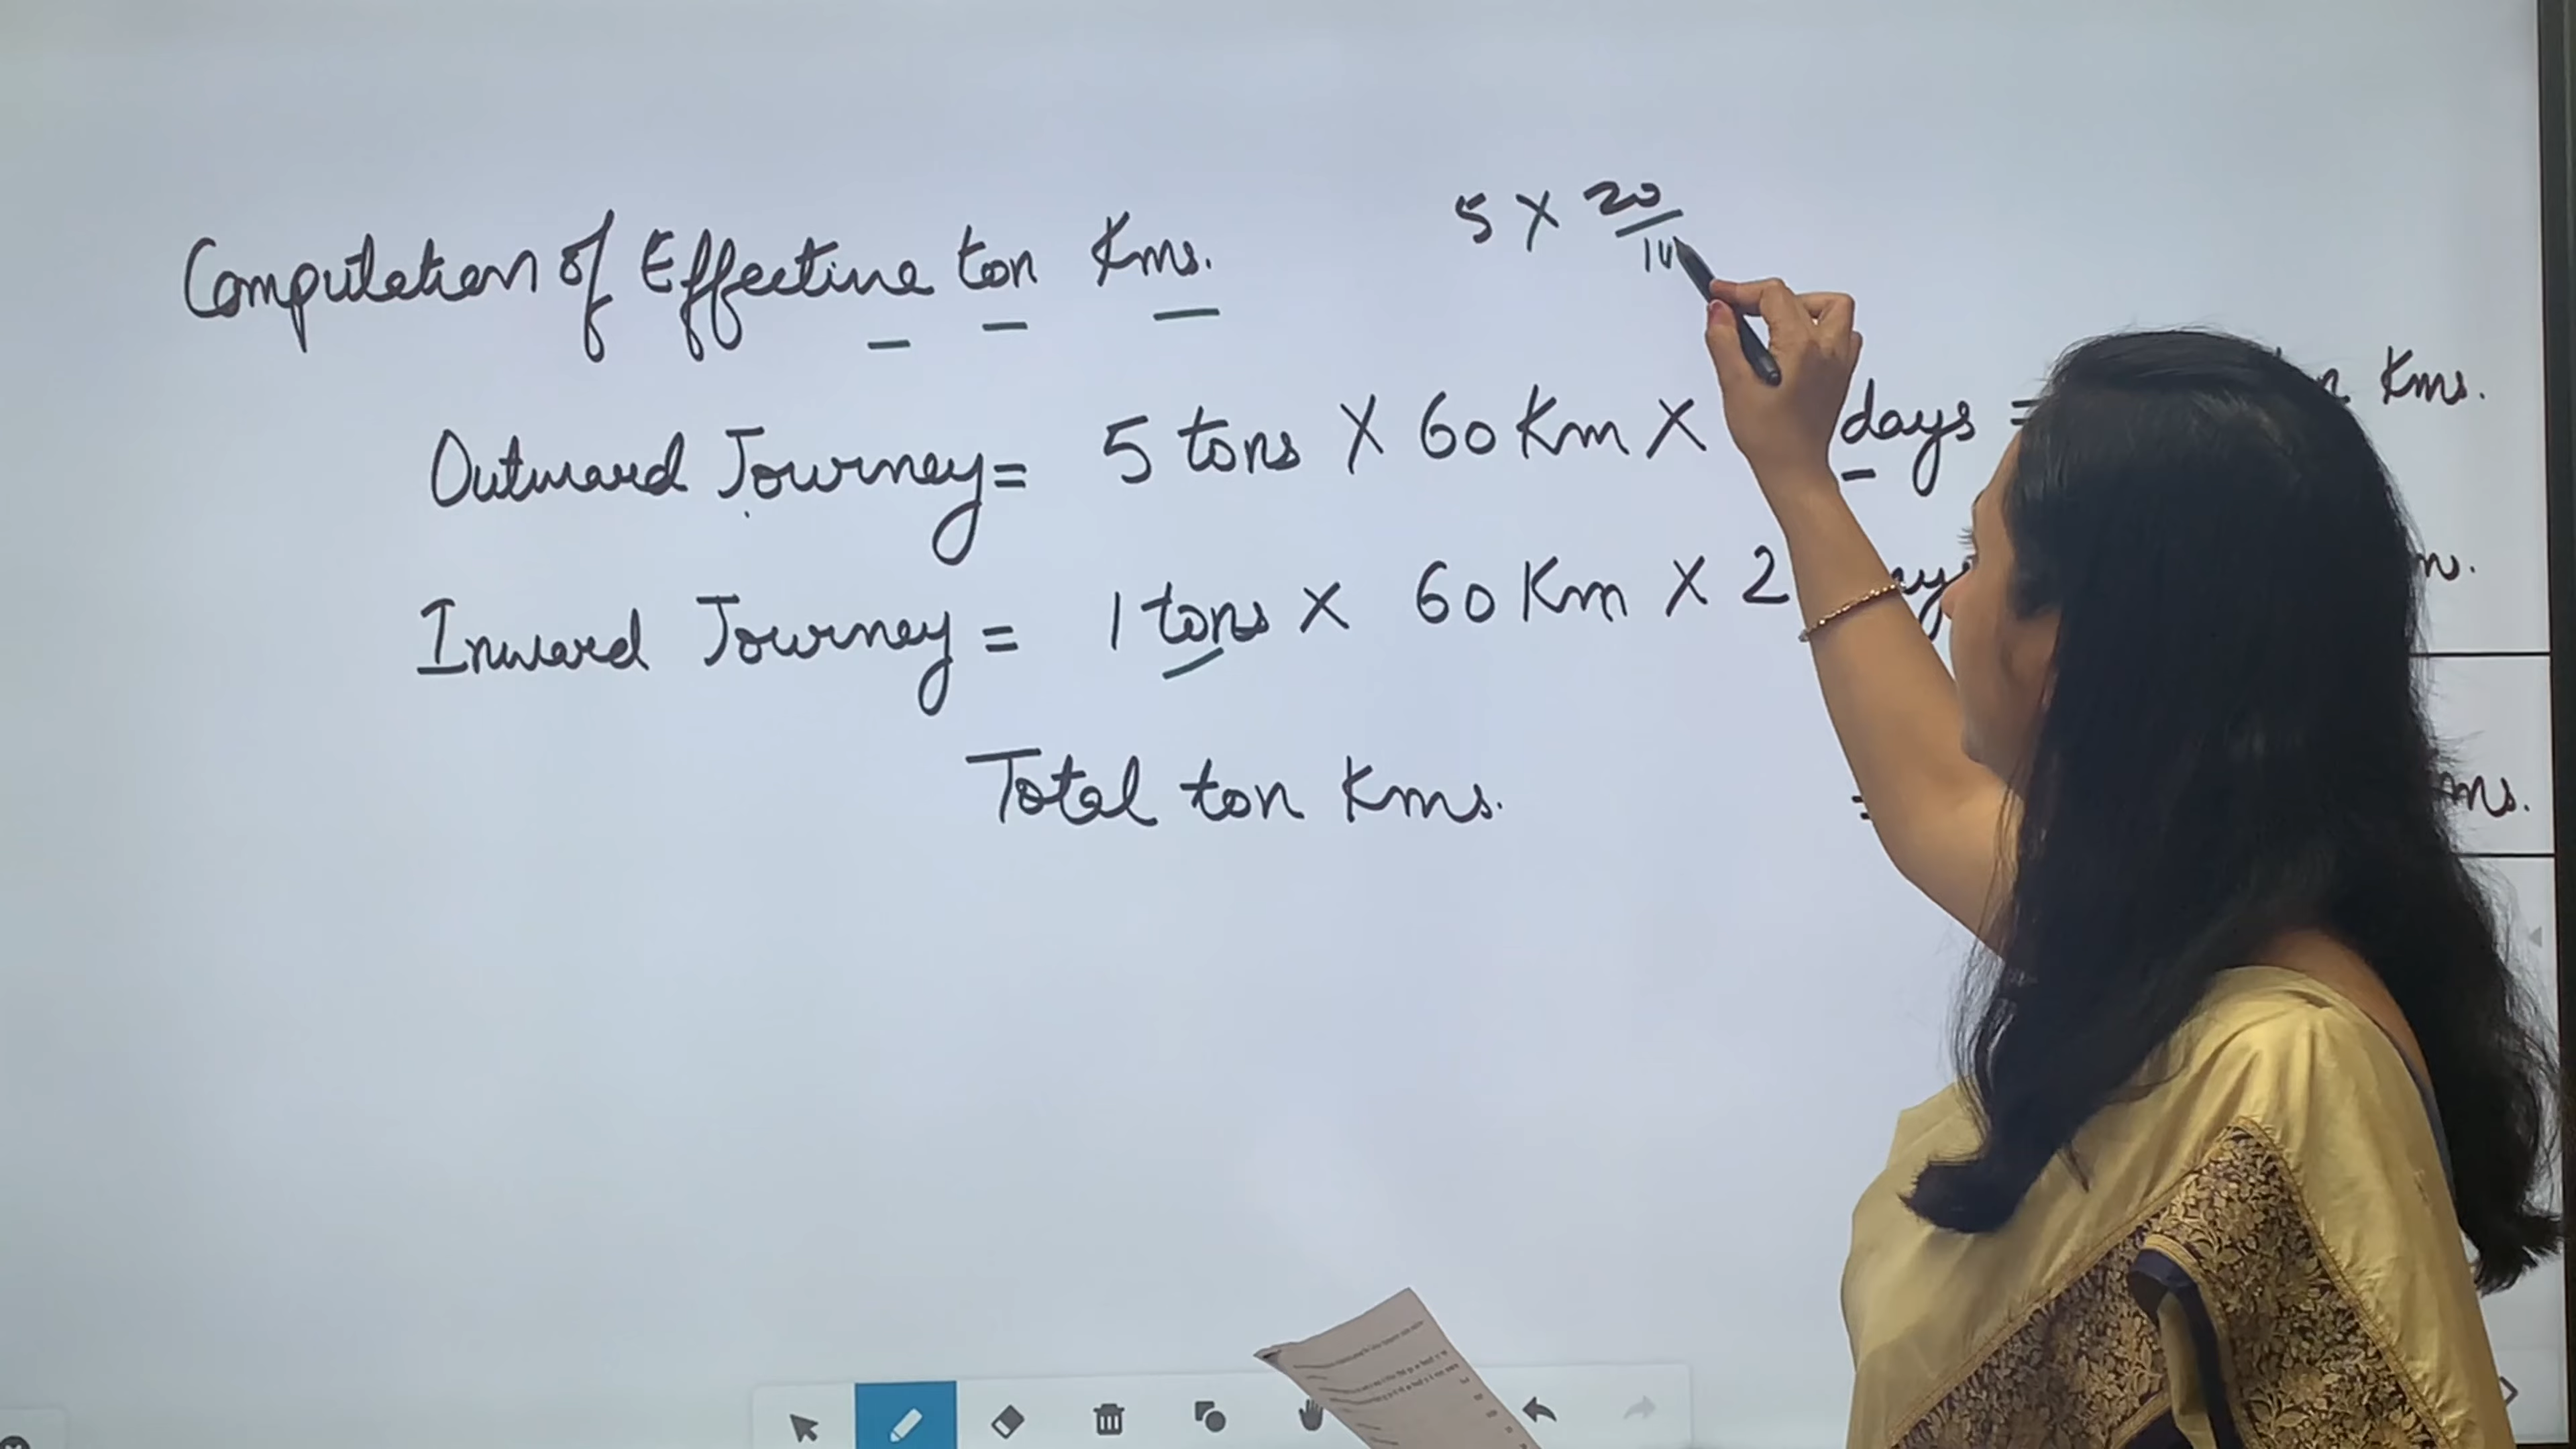 5 X 20
Computation of Effective ton Kms.
Outward Journey = 5 tons X 60 Km X days = Kms.
Inward Journey = 1 tons X 60 Km X 2
Total ton Kms. =